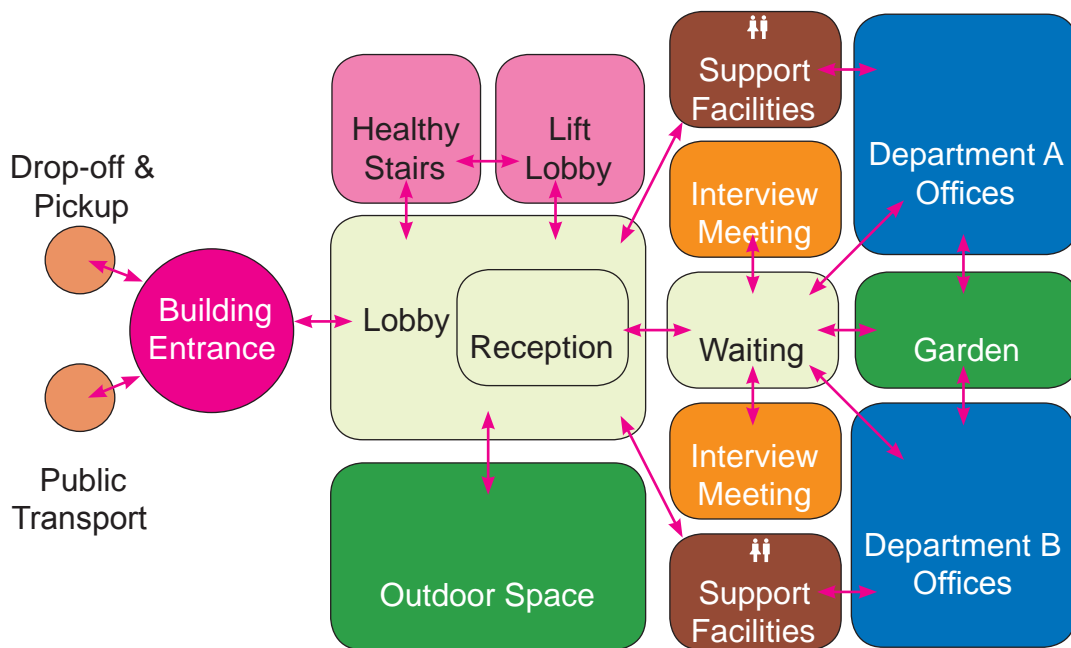 Drop-off &
Pickup
Public
Transport
Building
Entrance
Healthy
Stairs
Lift
Lobby
Lobby
Reception
Outdoor Space
Support
Facilities
Interview
Meeting
Waiting
Interview
Meeting
Support
Facilities
Department A
Offices
Garden
Department B
Offices